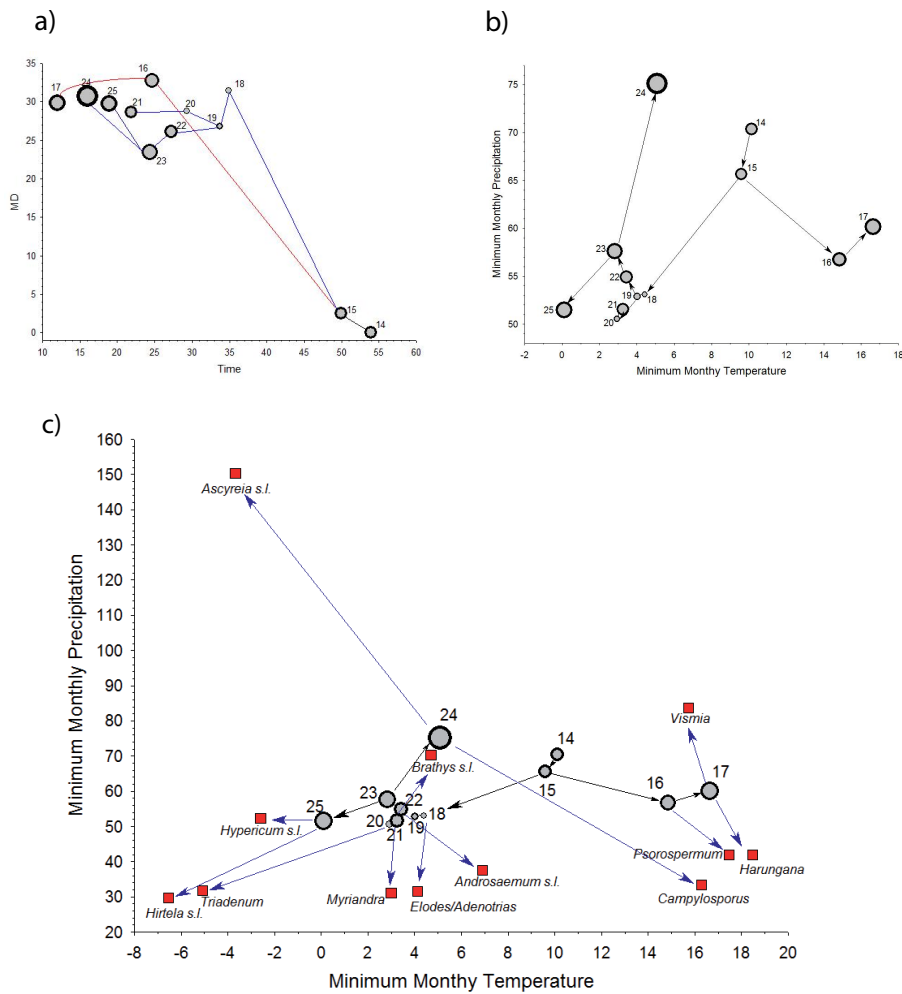 a)
35
30
25
20
15
10
5
0
MD
10 15 20 25 30 35 40 45 50 55 60
Time
17
24
25
16
21
20
19
18
22
23
15
14
b)
75
70
65
60
55
50
Minimum Monthly Precipitation
-2 0 2 4 6 8 10 12 14 16 18
Minimum Monthy Temperature
24
14
15
17
16
23
22
21
19
18
20
25
c)
160
150
140
130
120
110
100
90
80
70
60
50
40
30
20
Minimum Monthly Precipitation
-8 -6 -4 -2 0 2 4 6 8 10 12 14 16 18 20
Minimum Monthy Temperature
Ascyreia s.l.
24
Brathys s.l.
14
15
Vismia
16
17
23
22
25
20
21
19
18
Hypericum s.l.
Psorospermum
Harungana
Hirtela s.l.
Triadenum
Myriandra
Elodes/Adenotrias
Androsaemum s.l.
Campylosporus